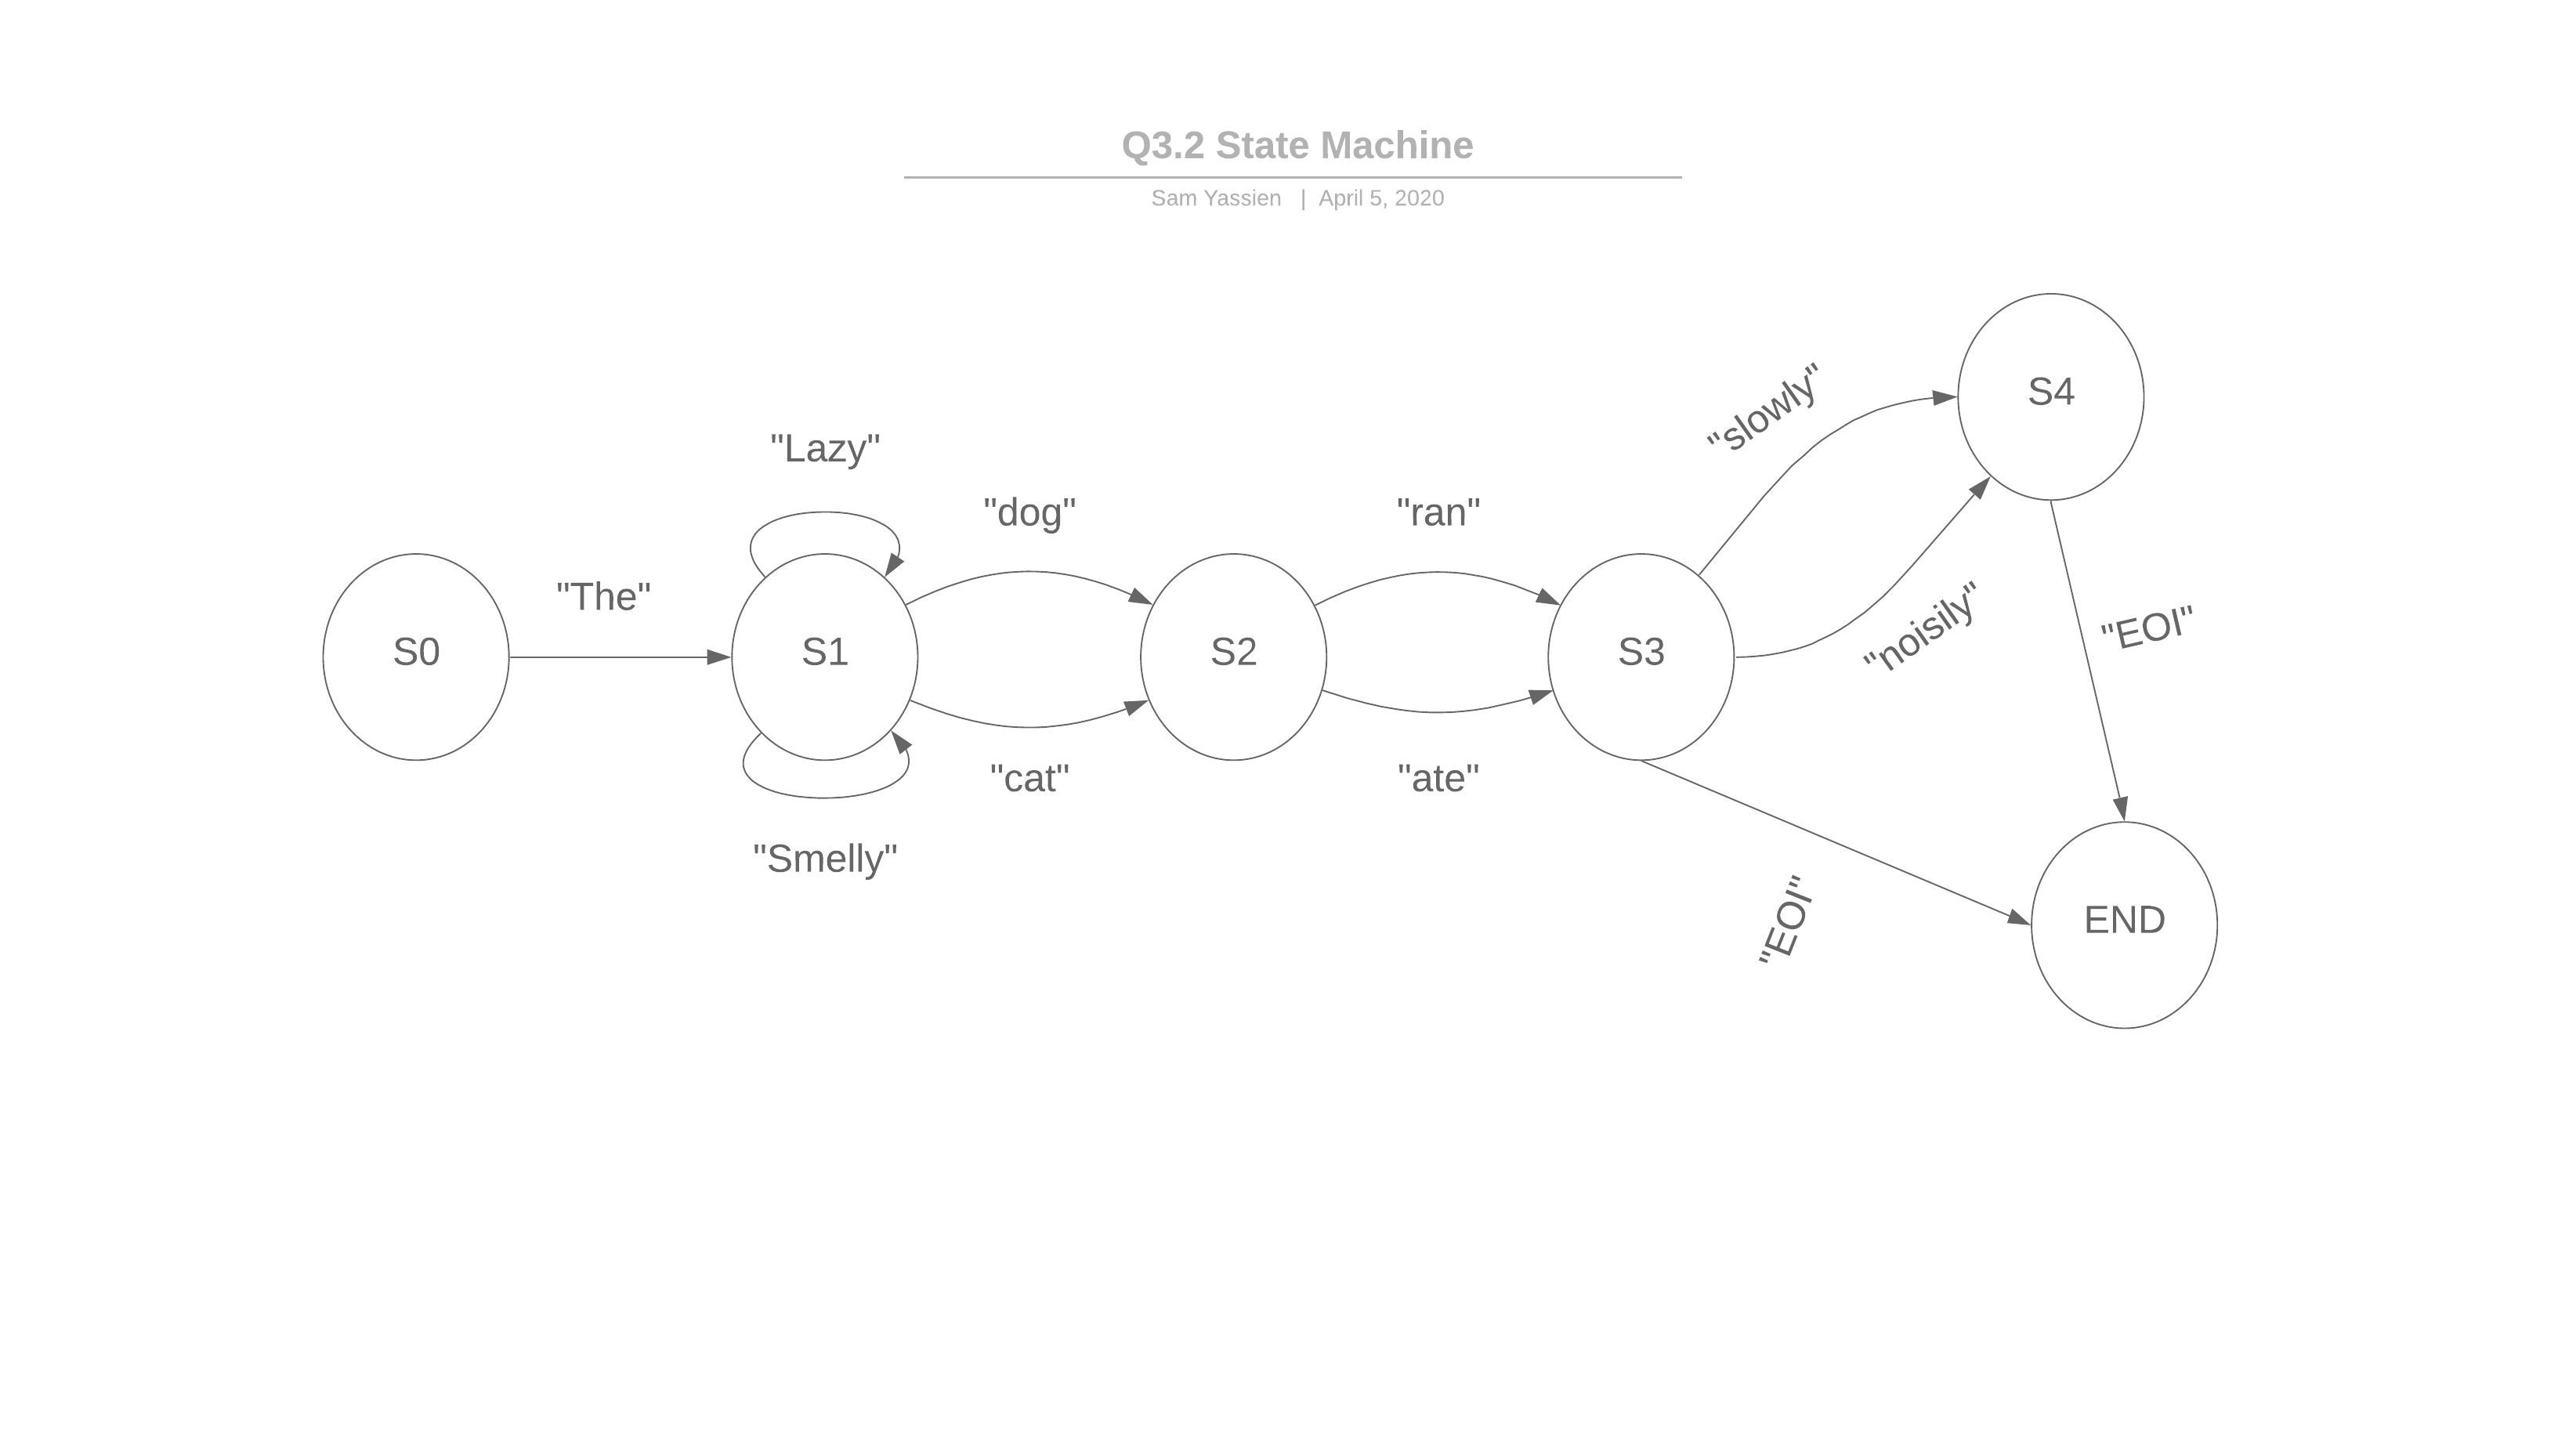 Q3.2 State Machine
Sam Yassien | April 5, 2020
S4
"slowly"
"Lazy"
"dog"
"ran"
"The"
"noisily"
"EOI"
S0
S1
S2
S3
"cat"
"ate"
"Smelly"
"EOI"
END